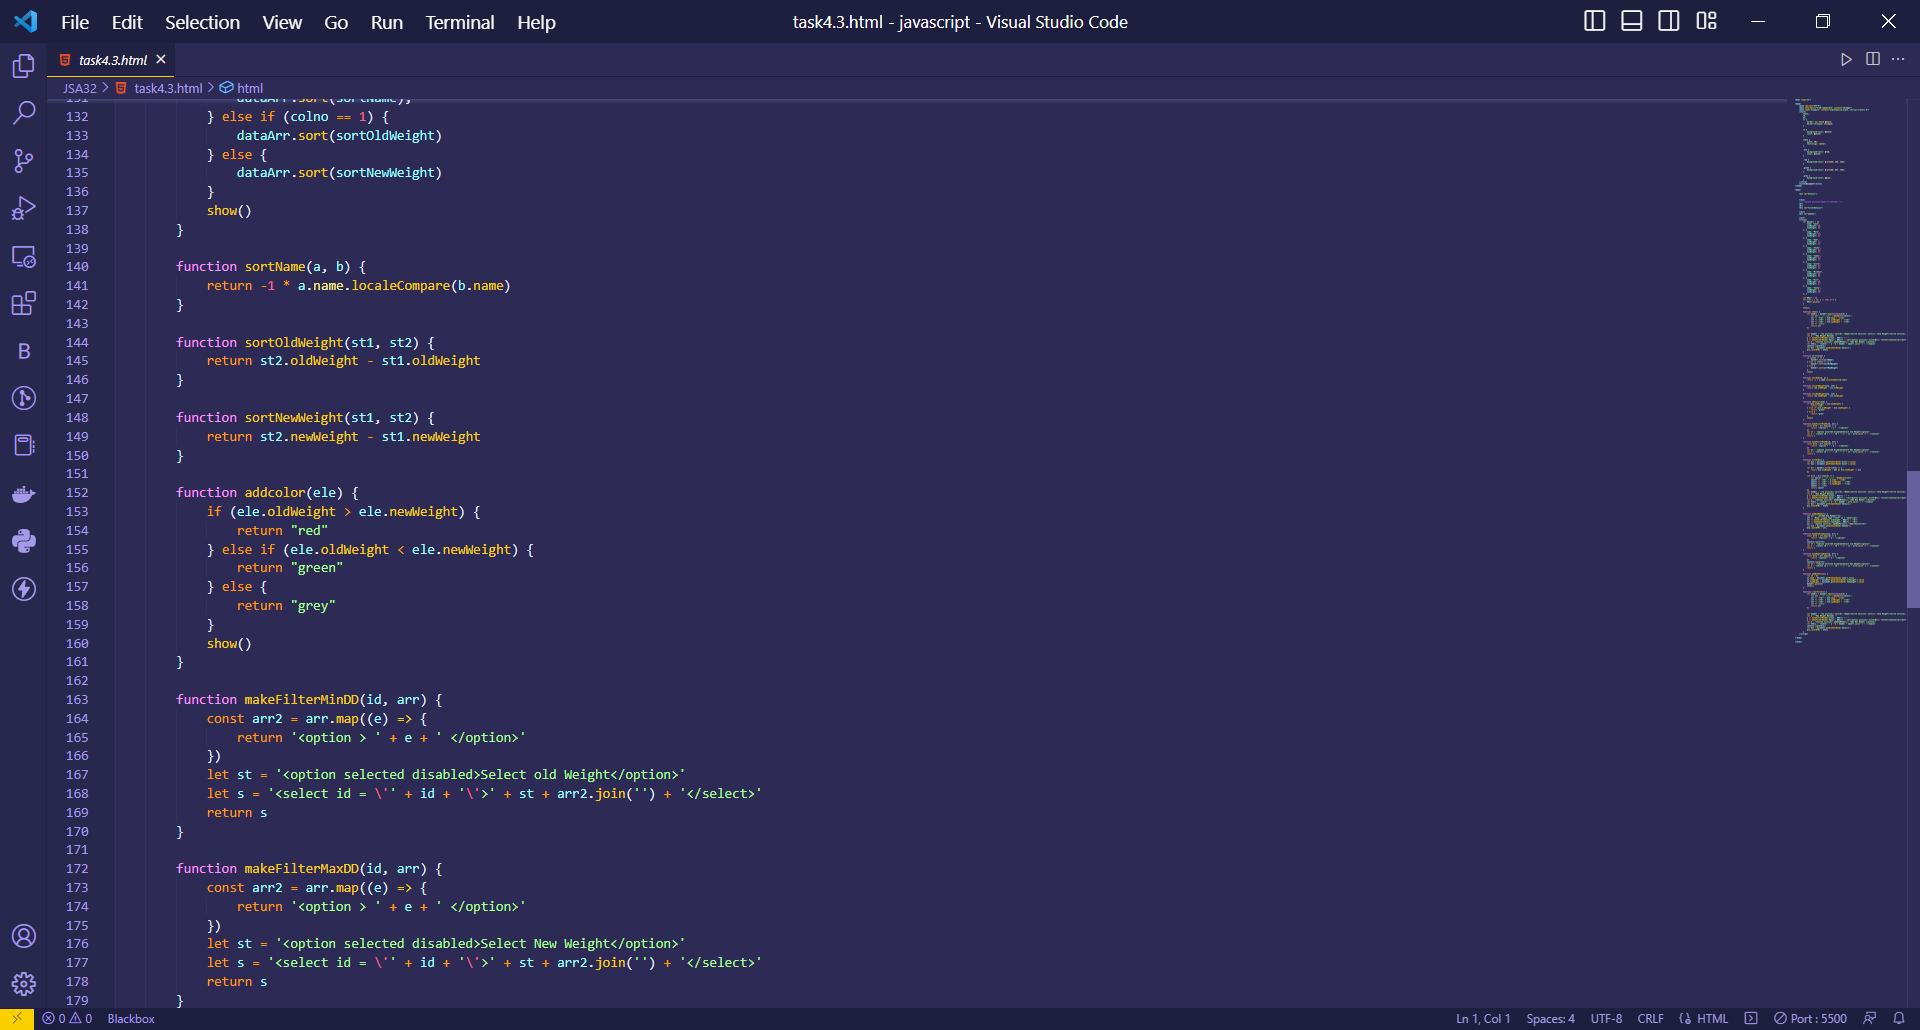 File Edit Selection View Go Run Terminal Help
task4.3.html - javascript - Visual Studio Code
task4.3.html
JSA32 > task4.3.html > html
131 dataArr.sort(sortName);
132 } else if (colno == 1) {
133 dataArr.sort(sortOldWeight)
134 } else {
135 dataArr.sort(sortNewWeight)
136 }
137 show()
138 }
139
140 function sortName(a, b) {
141 return -1 * a.name.localeCompare(b.name)
142 }
143
144 function sortOldWeight(st1, st2) {
145 return st2.oldWeight - st1.oldWeight
146 }
147
148 function sortNewWeight(st1, st2) {
149 return st2.newWeight - st1.newWeight
150 }
151
152 function addcolor(ele) {
153 if (ele.oldWeight > ele.newWeight) {
154 return "red"
155 } else if (ele.oldWeight < ele.newWeight) {
156 return "green"
157 } else {
158 return "grey"
159 }
160 show()
161 }
162
163 function makeFilterMinDD(id, arr) {
164 const arr2 = arr.map((e) => {
165 return '<option > ' + e + ' </option>'
166 })
167 let st = '<option selected disabled>Select old Weight</option>'
168 let s = '<select id = \'' + id + '\'>' + st + arr2.join('') + '</select>'
169 return s
170 }
171
172 function makeFilterMaxDD(id, arr) {
173 const arr2 = arr.map((e) => {
174 return '<option > ' + e + ' </option>'
175 })
176 let st = '<option selected disabled>Select New Weight</option>'
177 let s = '<select id = \'' + id + '\'>' + st + arr2.join('') + '</select>'
178 return s
179 }
0 0 Blackbox
Ln 1, Col 1 Spaces: 4 UTF-8 CRLF HTML Port : 5500